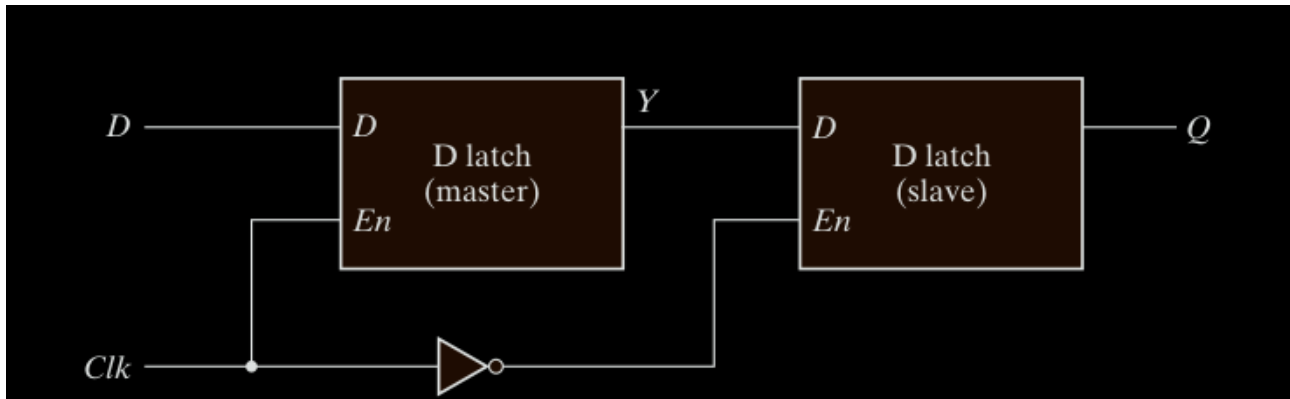 D
D
D latch
(master)
En
Y
D
D latch
(slave)
En
Q
Clk